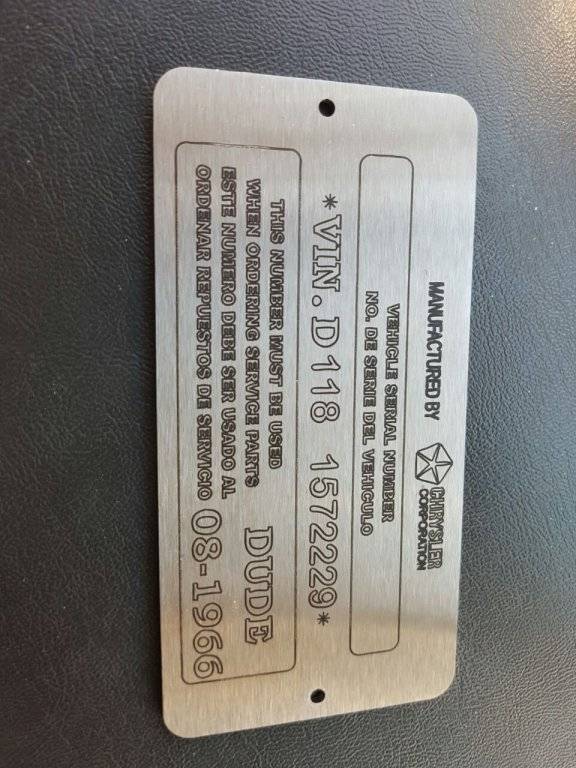 MANUFACTURED BY CHRYSLER CORPORATION
VEHICLE SERIAL NUMBER
NO. DE SERIE DEL VEHICULO
*VIN.D118 1572229*
THIS NUMBER MUST BE USED
WHEN ORDERING SERVICE PARTS
ESTE NUMERO DEBE SER USADO AL
ORDENAR REPUESTOS DE SERVICIO
DUDE
08-1966